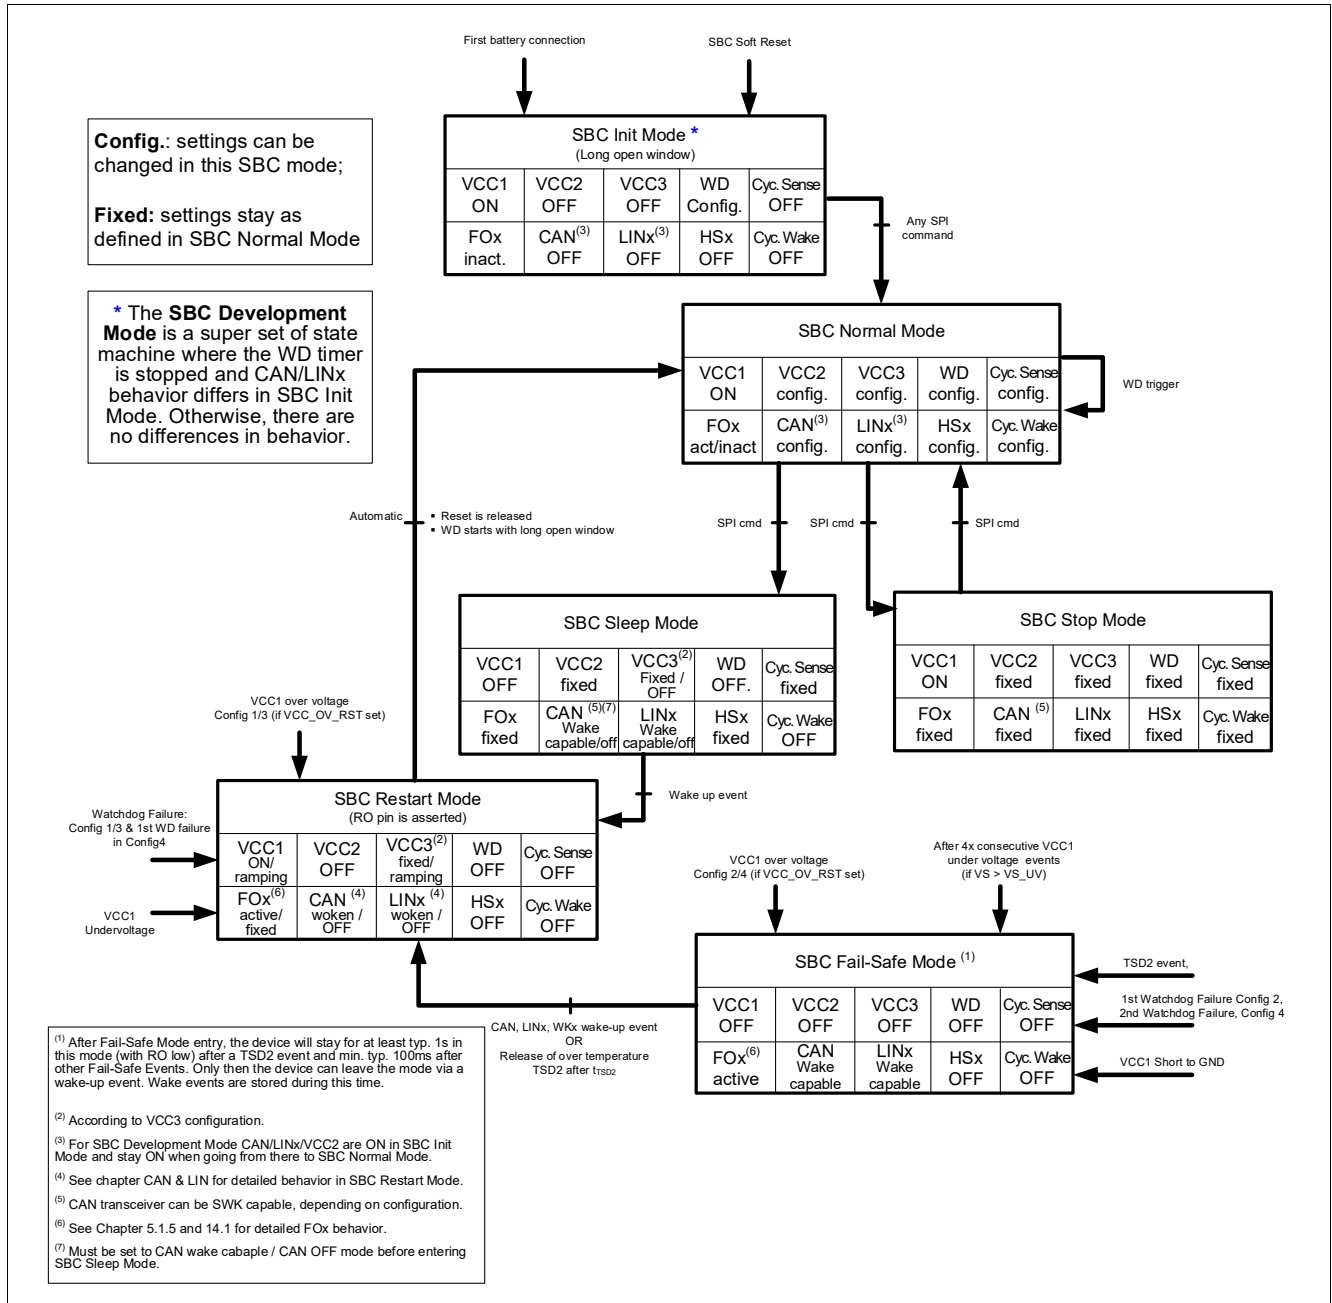 First battery connection
SBC Soft Reset
Config.: settings can be
changed in this SBC mode;
Fixed: settings stay as
defined in SBC Normal Mode
* The SBC Development
Mode is a super set of state
machine where the WD timer
is stopped and CAN/LINx
behavior differs in SBC Init
Mode. Otherwise, there are
no differences in behavior.
SBC Init Mode *
(Long open window)
VCC1 VCC2 VCC3 WD Cyc. Sense
ON OFF OFF Config. OFF
FOx CAN(3) LINx(3) HSx Cyc. Wake
inact. OFF OFF OFF OFF
Any SPI
command
SBC Normal Mode
VCC1 VCC2 VCC3 WD Cyc. Sense
ON config. config. config. config.
FOx CAN(3) LINx(3) HSx Cyc. Wake
act/inact config. config. config. config.
WD trigger
Automatic
▪ Reset is released
▪ WD starts with long open window
SPI cmd
SPI cmd
SPI cmd
SBC Sleep Mode
VCC1 VCC2 VCC3(2) WD Cyc. Sense
OFF fixed Fixed / OFF OFF. fixed
FOx CAN (5)(7) LINx HSx Cyc. Wake
fixed Wake capable/off Wake capable/off fixed OFF
SBC Stop Mode
VCC1 VCC2 VCC3 WD Cyc. Sense
ON fixed fixed fixed fixed
FOx CAN (5) LINx HSx Cyc. Wake
fixed fixed fixed fixed fixed
VCC1 over voltage
Config 1/3 (if VCC_OV_RST set)
Wake up event
Watchdog Failure:
Config 1/3 & 1st WD failure
in Config4
VCC1
Undervoltage
SBC Restart Mode
(RO pin is asserted)
VCC1 VCC2 VCC3(2) WD Cyc. Sense
ON/ ramping OFF fixed/ ramping OFF OFF
FOx(6) CAN (4) LINx (4) HSx Cyc. Wake
active/ fixed woken / OFF woken / OFF OFF OFF
VCC1 over voltage
Config 2/4 (if VCC_OV_RST set)
After 4x consecutive VCC1
under voltage events
(if VS > VS_UV)
SBC Fail-Safe Mode (1)
VCC1 VCC2 VCC3 WD Cyc. Sense
OFF OFF OFF OFF OFF
FOx(6) CAN LINx HSx Cyc. Wake
active Wake capable Wake capable OFF OFF
TSD2 event,
1st Watchdog Failure Config 2,
2nd Watchdog Failure, Config 4
VCC1 Short to GND
CAN, LINx, WKx wake-up event
OR
Release of over temperature
TSD2 after tTSD2
(1) After Fail-Safe Mode entry, the device will stay for at least typ. 1s in
this mode (with RO low) after a TSD2 event and min. typ. 100ms after
other Fail-Safe Events. Only then the device can leave the mode via a
wake-up event. Wake events are stored during this time.
(2) According to VCC3 configuration.
(3) For SBC Development Mode CAN/LINx/VCC2 are ON in SBC Init
Mode and stay ON when going from there to SBC Normal Mode.
(4) See chapter CAN & LIN for detailed behavior in SBC Restart Mode.
(5) CAN transceiver can be SWK capable, depending on configuration.
(6) See Chapter 5.1.5 and 14.1 for detailed FOx behavior.
(7) Must be set to CAN wake cabaple / CAN OFF mode before entering
SBC Sleep Mode.